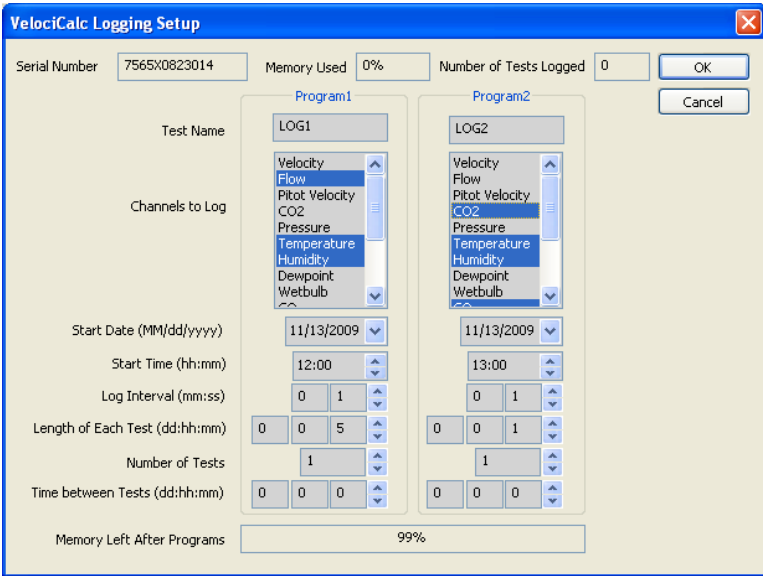 VelociCalc Logging Setup
Serial Number 7565X0823014 Memory Used 0% Number of Tests Logged 0 OK
Cancel
Program1 Program2
Test Name LOG1 LOG2
Channels to Log
Velocity
Flow
Pitot Velocity
CO2
Pressure
Temperature
Humidity
Dewpoint
Wetbulb
CO
Velocity
Flow
Pitot Velocity
CO2
Pressure
Temperature
Humidity
Dewpoint
Wetbulb
CO
Start Date (MM/dd/yyyy) 11/13/2009 11/13/2009
Start Time (hh:mm) 12:00 13:00
Log Interval (mm:ss) 0 1 0 1
Length of Each Test (dd:hh:mm) 0 0 5 0 0 1
Number of Tests 1 1
Time between Tests (dd:hh:mm) 0 0 0 0 0 0
Memory Left After Programs 99%